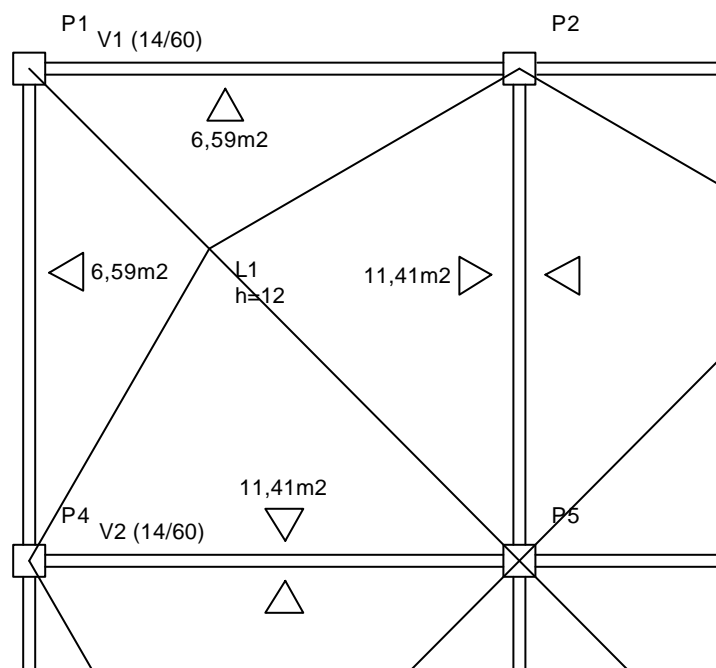 P1
V1 (14/60)
P2
6,59m2
6,59m2
L1
h=12
11,41m2
11,41m2
P4
V2 (14/60)
P5